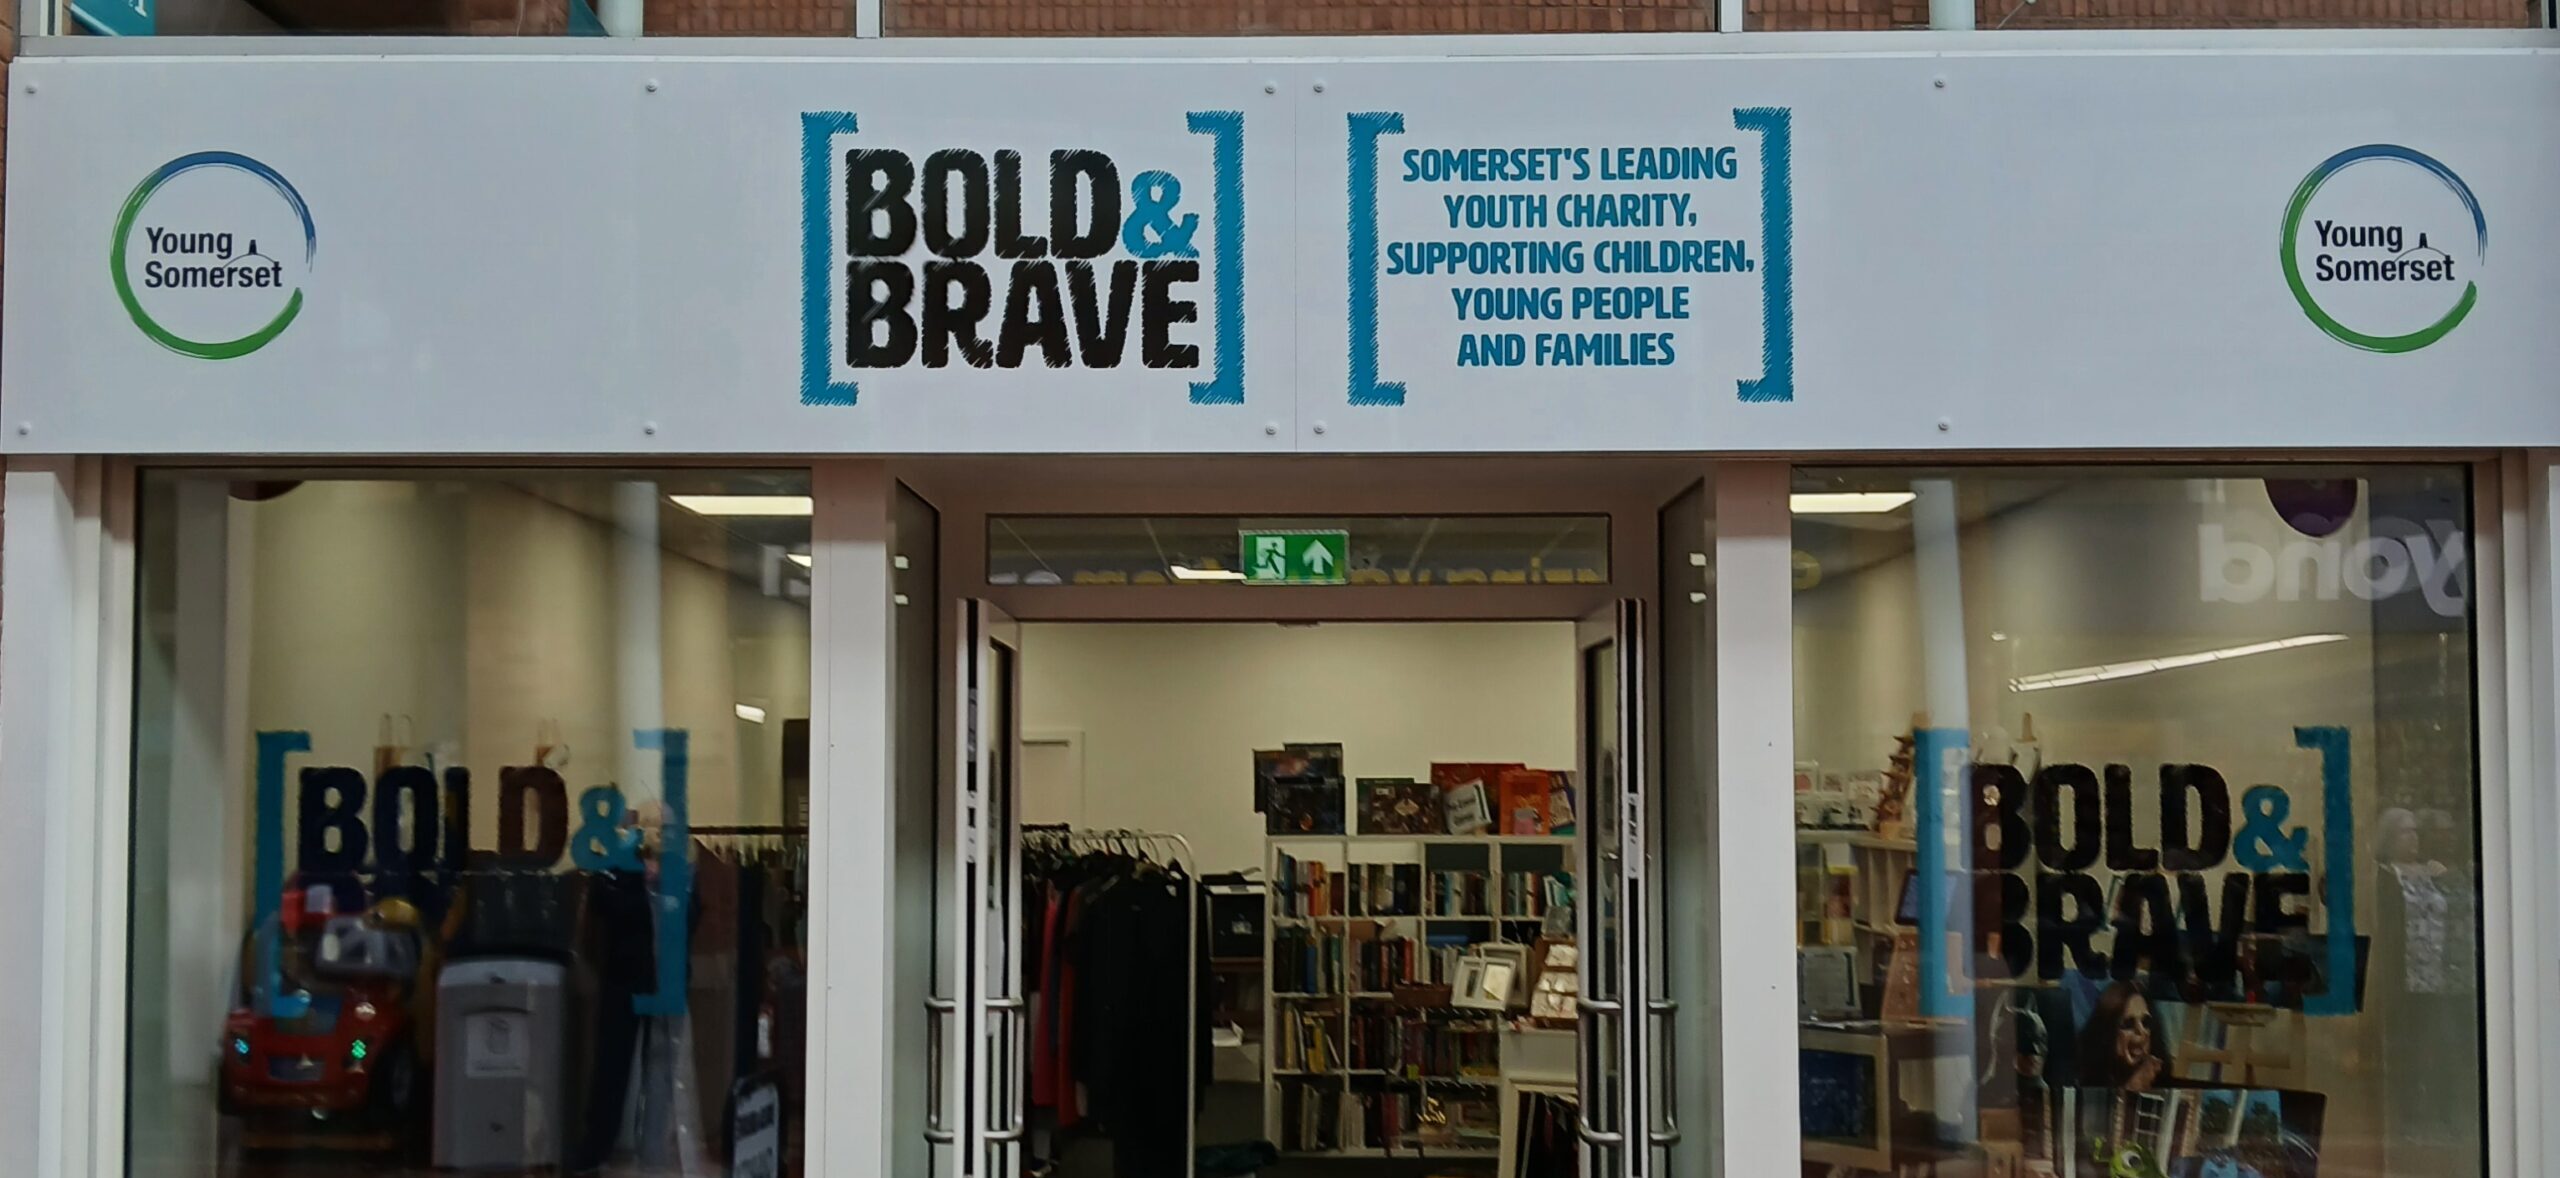 Young
Somerset
BOLD&
BRAVE
SOMERSET'S LEADING
YOUTH CHARITY,
SUPPORTING CHILDREN,
YOUNG PEOPLE
AND FAMILIES
Young
Somerset
yond
BOLD&
BOLD&
BRAVE